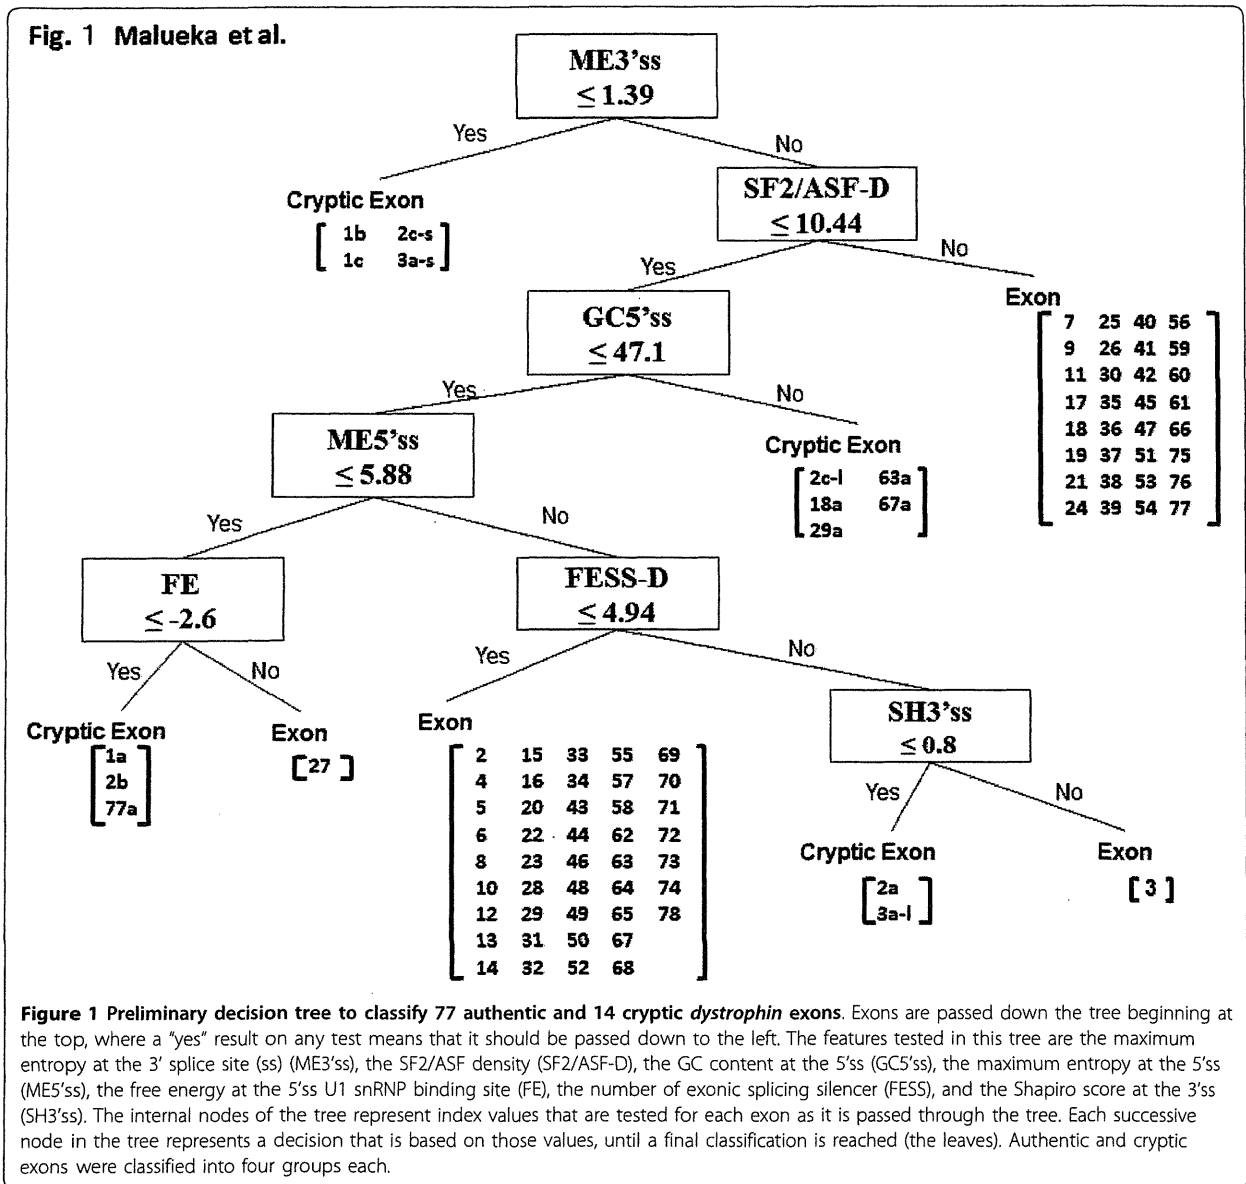 Fig. 1 Malueka et al.
ME3'ss
≤ 1.39
Yes
No
Cryptic Exon
1b 2c-s
1c 3a-s
SF2/ASF-D
≤ 10.44
Yes
No
GC5'ss
≤ 47.1
Exon
7 25 40 56
9 26 41 59
11 30 42 60
17 35 45 61
18 36 47 66
19 37 51 75
21 38 53 76
24 39 54 77
Yes
No
ME5'ss
≤ 5.88
Cryptic Exon
2c-l 63a
18a 67a
29a
Yes
No
FE
≤ -2.6
FESS-D
≤ 4.94
Yes
No
Yes
No
Cryptic Exon
1a
2b
77a
Exon
27
Exon
2 15 33 55 69
4 16 34 57 70
5 20 43 58 71
6 22 44 62 72
8 23 46 63 73
10 28 48 64 74
12 29 49 65 78
13 31 50 67
14 32 52 68
SH3'ss
≤ 0.8
Yes
No
Cryptic Exon
2a
3a-l
Exon
3
Figure 1 Preliminary decision tree to classify 77 authentic and 14 cryptic dystrophin exons. Exons are passed down the tree beginning at
the top, where a "yes" result on any test means that it should be passed down to the left. The features tested in this tree are the maximum
entropy at the 3' splice site (ss) (ME3'ss), the SF2/ASF density (SF2/ASF-D), the GC content at the 5'ss (GC5'ss), the maximum entropy at the 5'ss
(ME5'ss), the free energy at the 5'ss U1 snRNP binding site (FE), the number of exonic splicing silencer (FESS), and the Shapiro score at the 3'ss
(SH3'ss). The internal nodes of the tree represent index values that are tested for each exon as it is passed through the tree. Each successive
node in the tree represents a decision that is based on those values, until a final classification is reached (the leaves). Authentic and cryptic
exons were classified into four groups each.